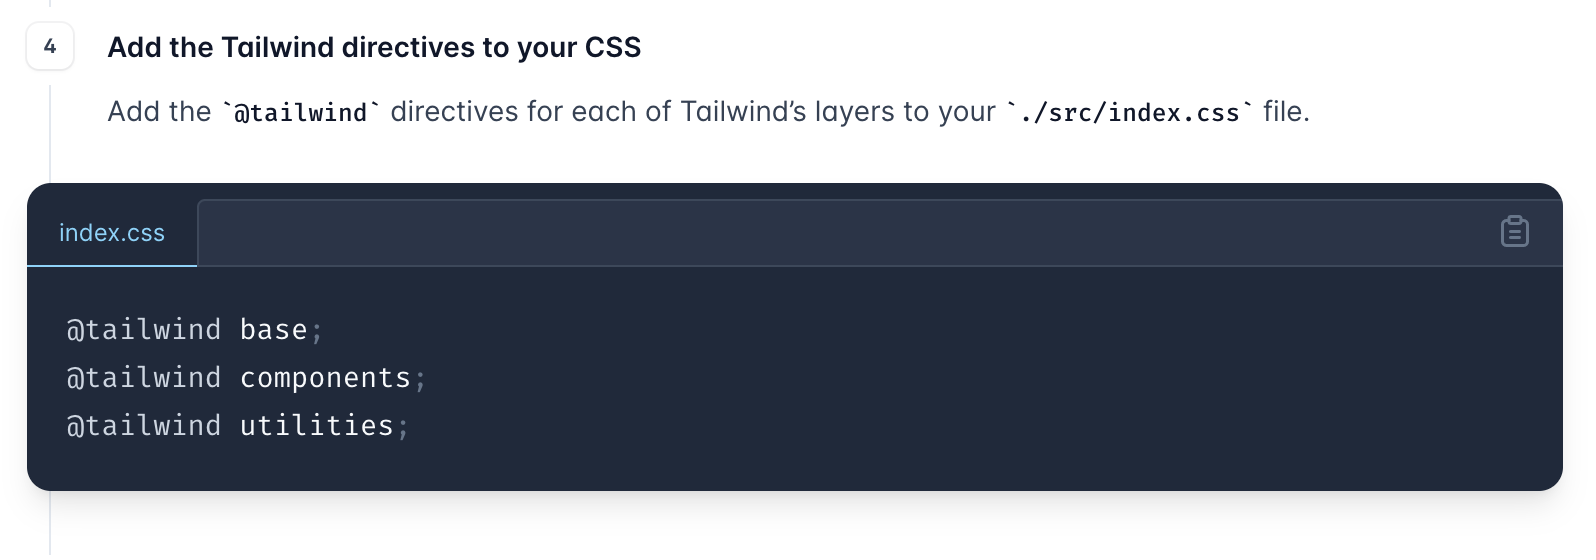 4
Add the Tailwind directives to your CSS
Add the `@tailwind` directives for each of Tailwind’s layers to your `./src/index.css` file.
index.css
@tailwind base;
@tailwind components;
@tailwind utilities;